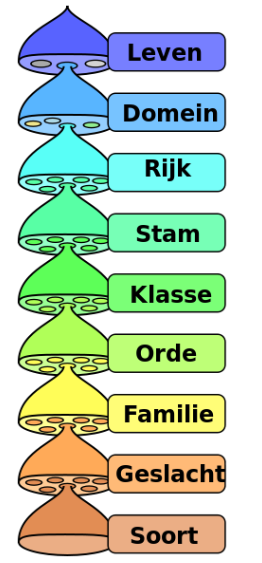 Leven
Domein
Rijk
Stam
Klasse
Orde
Familie
Geslacht
Soort